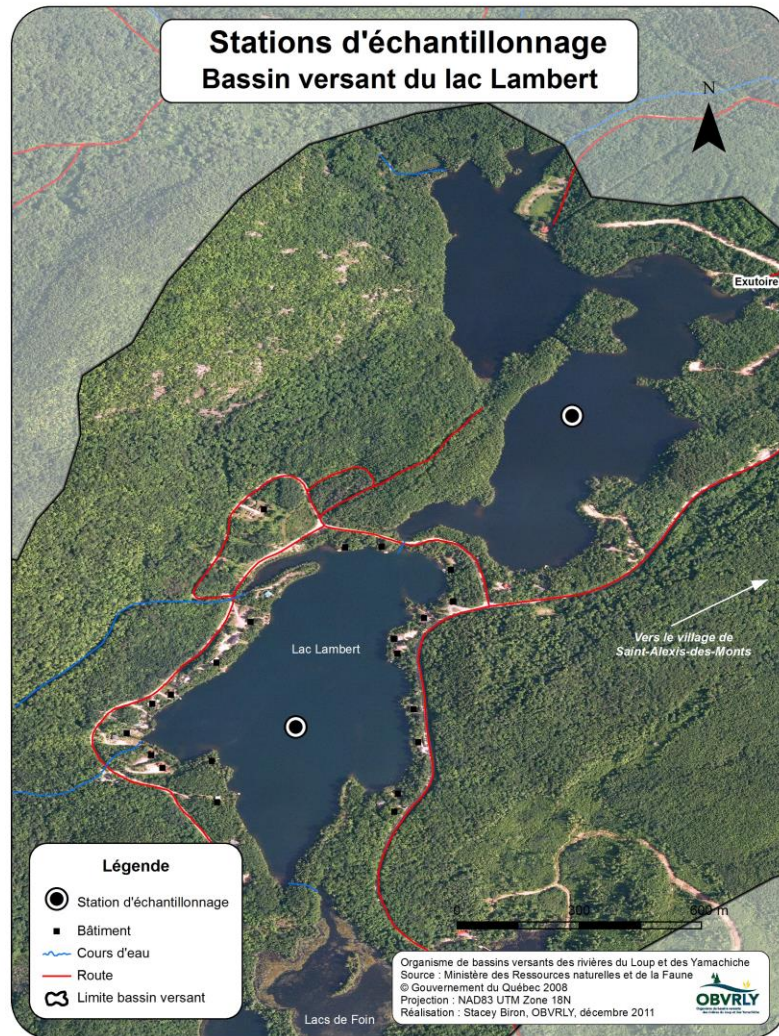 Stations d'échantillonnage
Bassin versant du lac Lambert
N
Exutoire
Vers le village de
Saint-Alexis-des-Monts
Lac Lambert
Légende
Station d'échantillonnage
Bâtiment
Cours d'eau
Route
Limite bassin versant
0 300 600 m
Organisme de bassins versants des rivières du Loup et des Yamachiche
Source : Ministère des Ressources naturelles et de la Faune
© Gouvernement du Québec 2008
Projection : NAD83 UTM Zone 18N
Réalisation : Stacey Biron, OBVRLY, décembre 2011
OBVRLY
Lacs de Foin